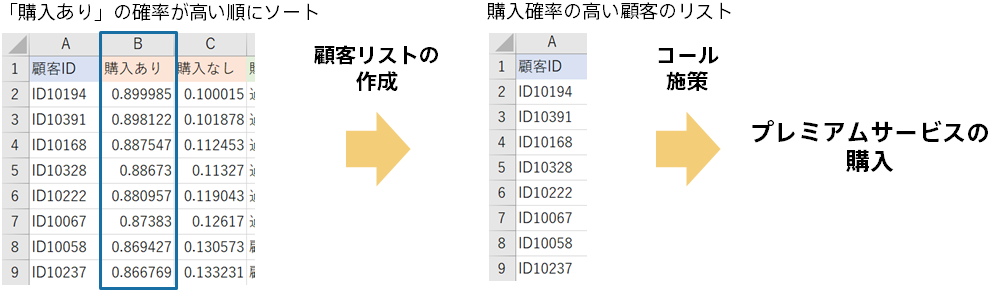 「購入あり」の確率が高い順にソート
A B C
1 顧客ID 購入あり 購入なし
2 ID10194 0.899985 0.100015
3 ID10391 0.898122 0.101878
4 ID10168 0.887547 0.112453
5 ID10328 0.88673 0.11327
6 ID10222 0.880957 0.119043
7 ID10067 0.87383 0.12617
8 ID10058 0.869427 0.130573
9 ID10237 0.866769 0.133231
顧客リストの
作成
購入確率の高い顧客のリスト
A
1 顧客ID
2 ID10194
3 ID10391
4 ID10168
5 ID10328
6 ID10222
7 ID10067
8 ID10058
9 ID10237
コール
施策
プレミアムサービスの
購入